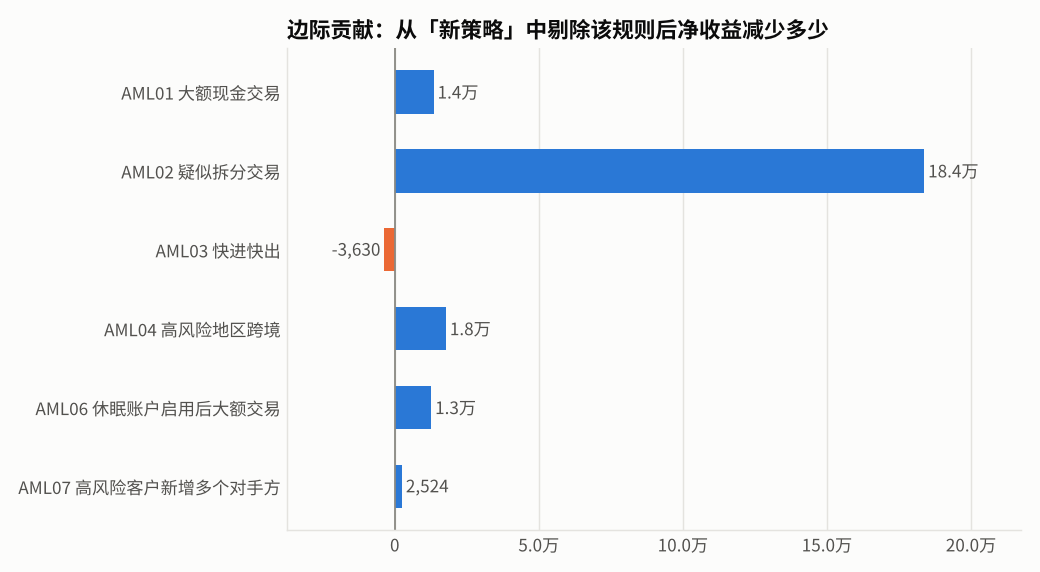 边际贡献：从「新策略」中剔除该规则后净收益减少多少
AML01 大额现金交易
1.4万
AML02 疑似拆分交易
18.4万
AML03 快进快出
-3,630
AML04 高风险地区跨境
1.8万
AML06 休眠账户启用后大额交易
1.3万
AML07 高风险客户新增多个对手方
2,524
0 5.0万 10.0万 15.0万 20.0万